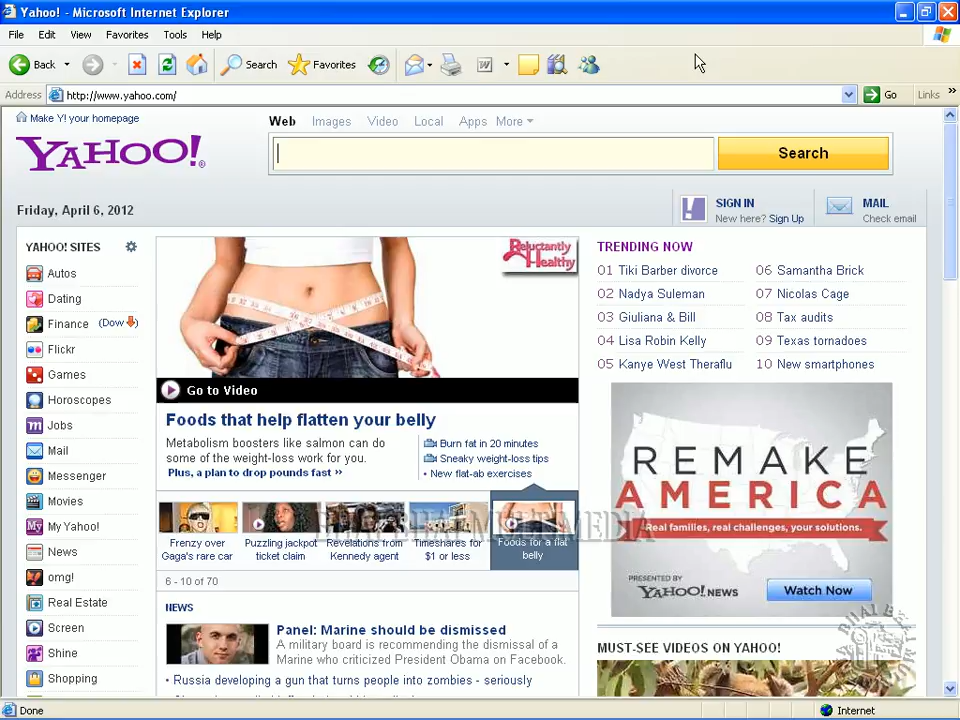 Yahoo! - Microsoft Internet Explorer
File Edit View Favorites Tools Help
Back Search Favorites
Address http://www.yahoo.com/ Go Links »
Make Y! your homepage
Web Images Video Local Apps More
YAHOO!
Search
Friday, April 6, 2012
SIGN IN
New here? Sign Up
MAIL
Check email
YAHOO! SITES
Autos
Dating
Finance (Dow)
Flickr
Games
Horoscopes
Jobs
Mail
Messenger
Movies
My Yahoo!
News
omg!
Real Estate
Screen
Shine
Shopping
Reluctantly
Healthy
Go to Video
Foods that help flatten your belly
Metabolism boosters like salmon can do
some of the weight-loss work for you.
Plus, a plan to drop pounds fast »
Burn fat in 20 minutes
Sneaky weight-loss tips
• New flat-ab exercises
Frenzy over
Gaga's rare car
Puzzling jackpot
ticket claim
Revelations from
Kennedy agent
Timeshares for
$1 or less
Foods for a flat
belly
6 - 10 of 70
NEWS
Panel: Marine should be dismissed
A military board is recommending the dismissal of a
Marine who criticized President Obama on Facebook.
• Russia developing a gun that turns people into zombies - seriously
TRENDING NOW
01 Tiki Barber divorce
02 Nadya Suleman
03 Giuliana & Bill
04 Lisa Robin Kelly
05 Kanye West Theraflu
06 Samantha Brick
07 Nicolas Cage
08 Tax audits
09 Texas tornadoes
10 New smartphones
REMAKE
AMERICA
Real families, real challenges, your solutions.
PRESENTED BY
YAHOO! NEWS
Watch Now
MUST-SEE VIDEOS ON YAHOO!
Done
Internet